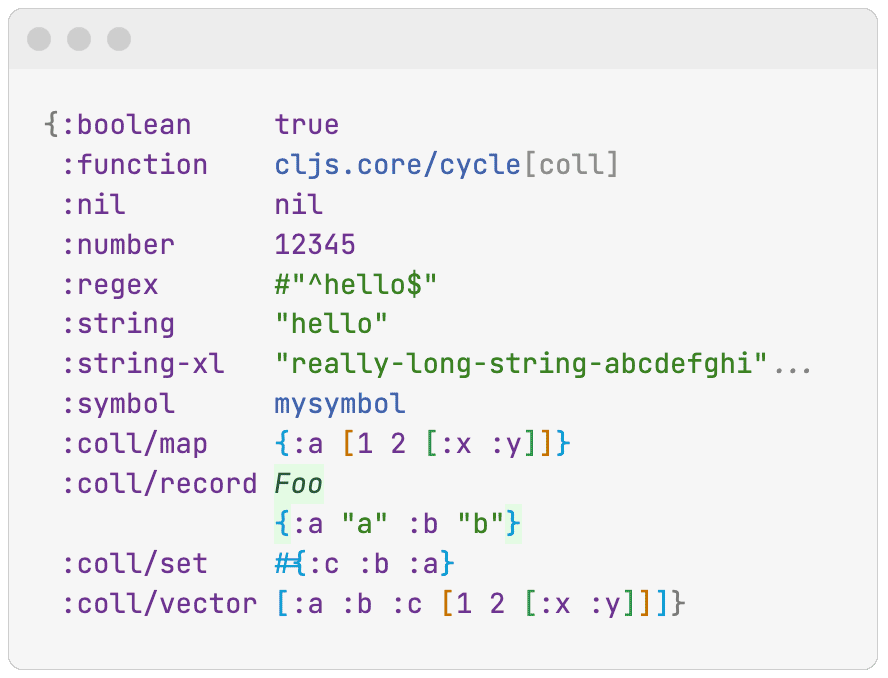 {:boolean     true
 :function    cljs.core/cycle[coll]
 :nil         nil
 :number      12345
 :regex       #"^hello$"
 :string      "hello"
 :string-xl   "really-long-string-abcdefghi"...
 :symbol      mysymbol
 :coll/map    {:a [1 2 [:x :y]]}
 :coll/record Foo
              {:a "a" :b "b"}
 :coll/set    #{:c :b :a}
 :coll/vector [:a :b :c [1 2 [:x :y]]]}